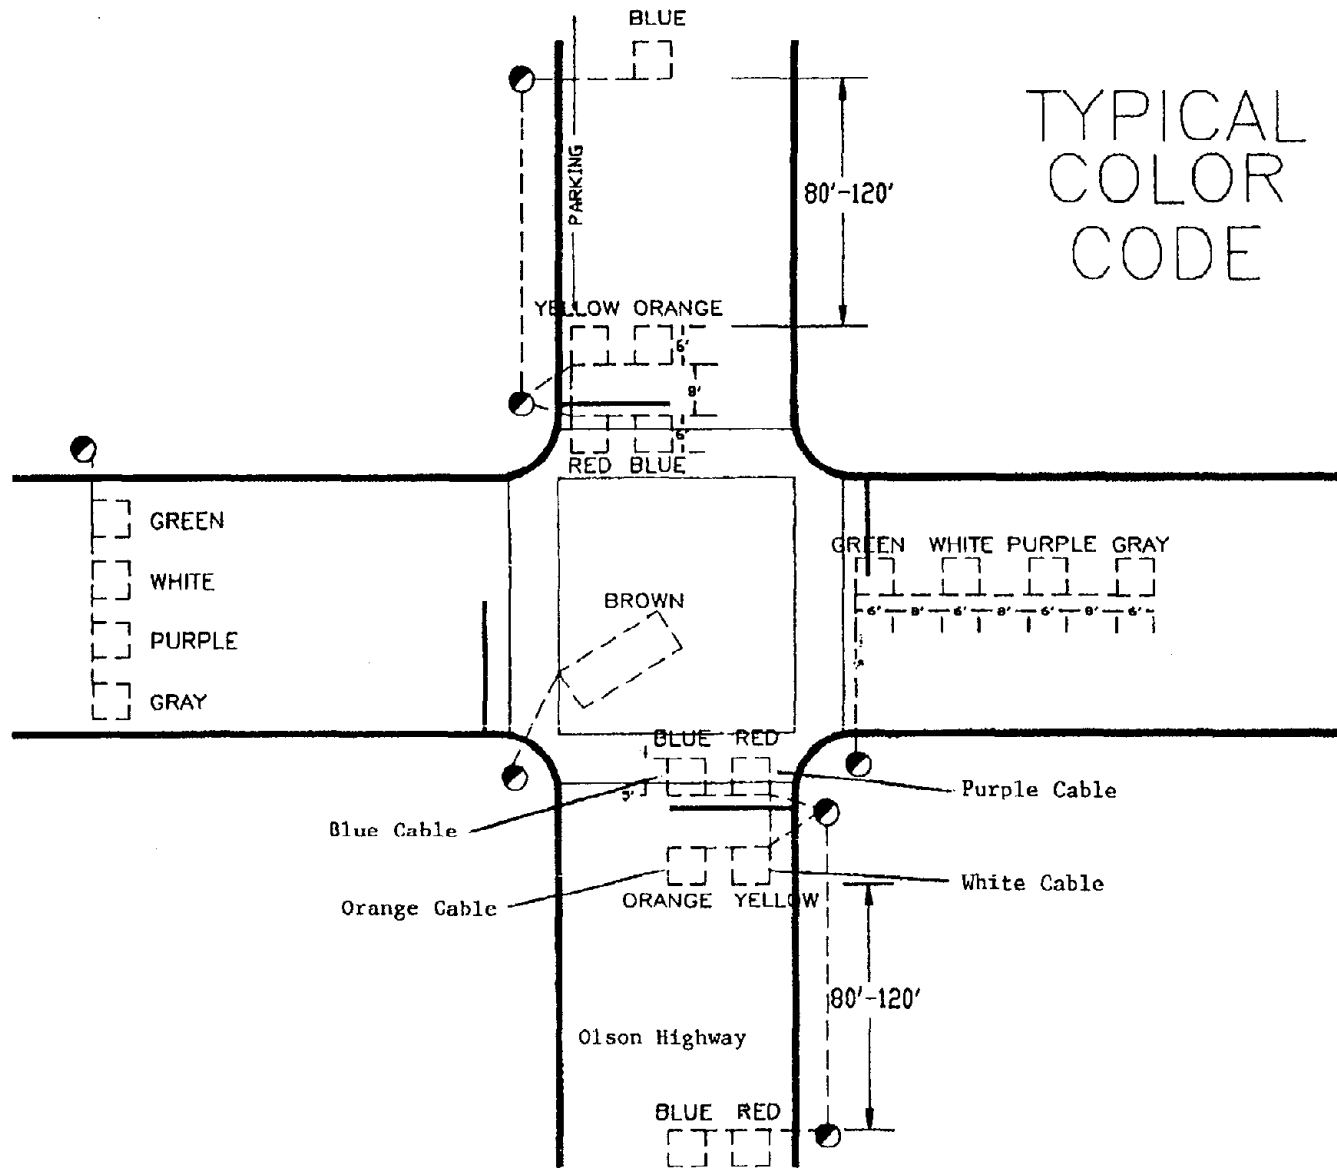 BLUE
TYPICAL
COLOR
CODE
PARKING
80'-120'
YELLOW ORANGE
6'
8'
6'
RED BLUE
GREEN
WHITE
PURPLE
GRAY
GREEN WHITE PURPLE GRAY
6' 8' 6' 8' 6' 8' 6'
BROWN
BLUE RED
Purple Cable
Blue Cable
White Cable
ORANGE YELLOW
Orange Cable
80'-120'
Olson Highway
BLUE RED